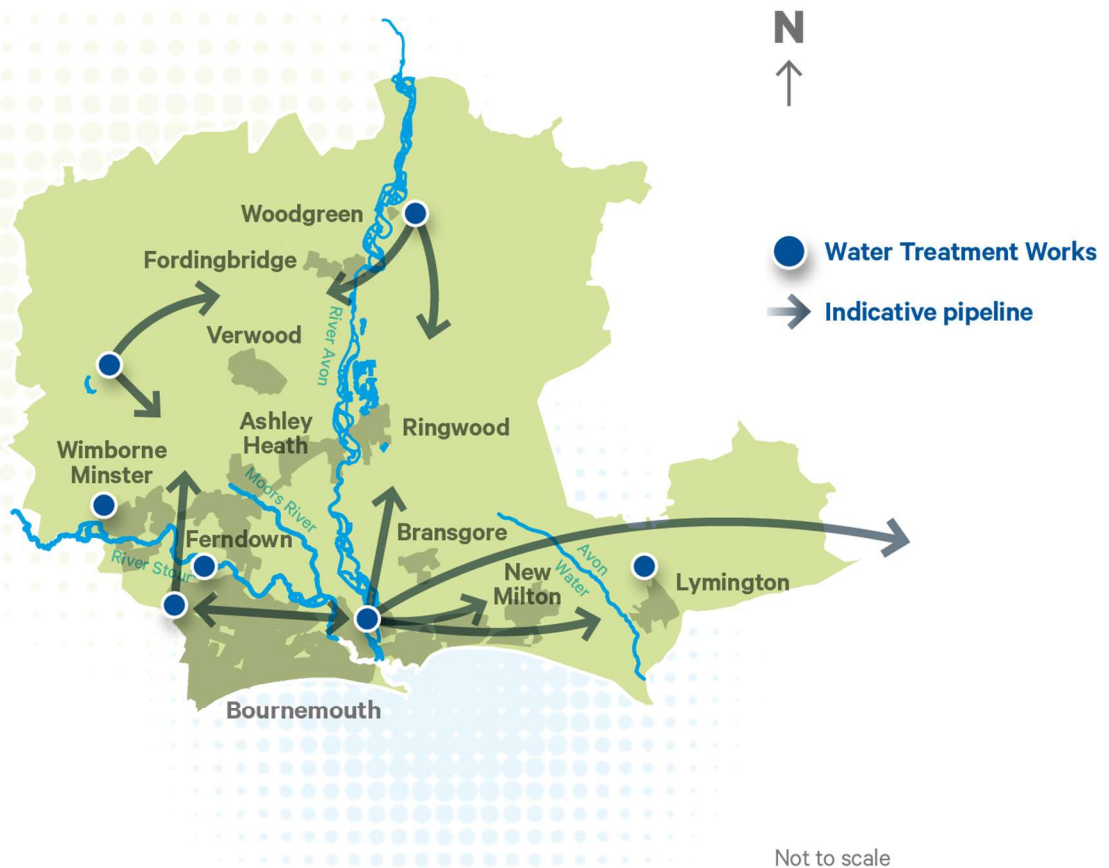 N
Woodgreen
Fordingbridge
Water Treatment Works
Indicative pipeline
River Avon
Verwood
Ashley
Heath
Ringwood
Wimborne
Minster
Moors River
Ferndown
Bransgore
River Stour
New
Milton
Avon
Water
Lymington
Bournemouth
Not to scale